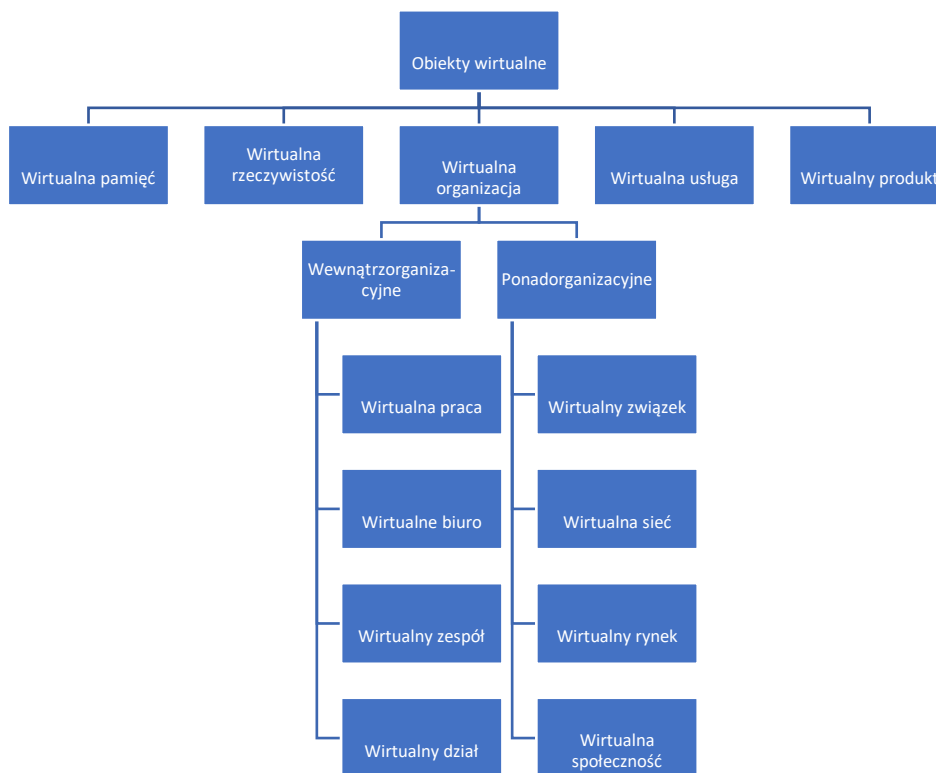 Obiekty wirtualne
Wirtualna pamięć
Wirtualna
rzeczywistość
Wirtualna
organizacja
Wirtualna usługa
Wirtualny produkt
Wewnątrzorganiza-
cyjne
Ponadorganizacyjne
Wirtualna praca
Wirtualne biuro
Wirtualny zespół
Wirtualny dział
Wirtualny związek
Wirtualna sieć
Wirtualny rynek
Wirtualna
społeczność